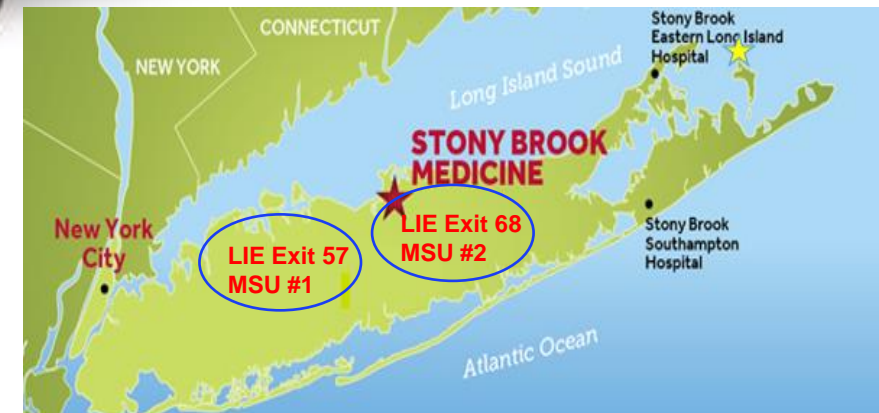 CONNECTICUT
NEW YORK
Stony Brook
Eastern Long Island
Hospital
Long Island Sound
STONY BROOK
MEDICINE
New York
City
LIE Exit 57
MSU #1
LIE Exit 68
MSU #2
Stony Brook
Southampton
Hospital
Atlantic Ocean